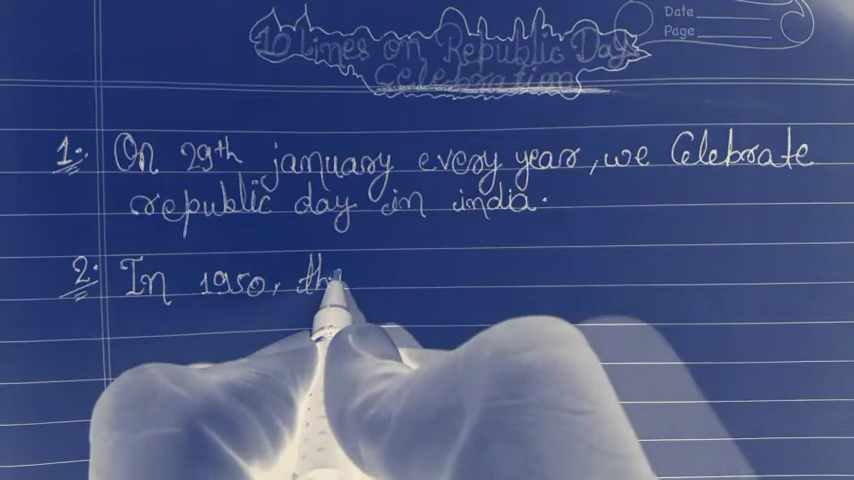 Date
Page
10 Lines on Republic Day
Celebration
1. On 29th january every year, we Celebrate
republic day in india.
2. In 1950, th